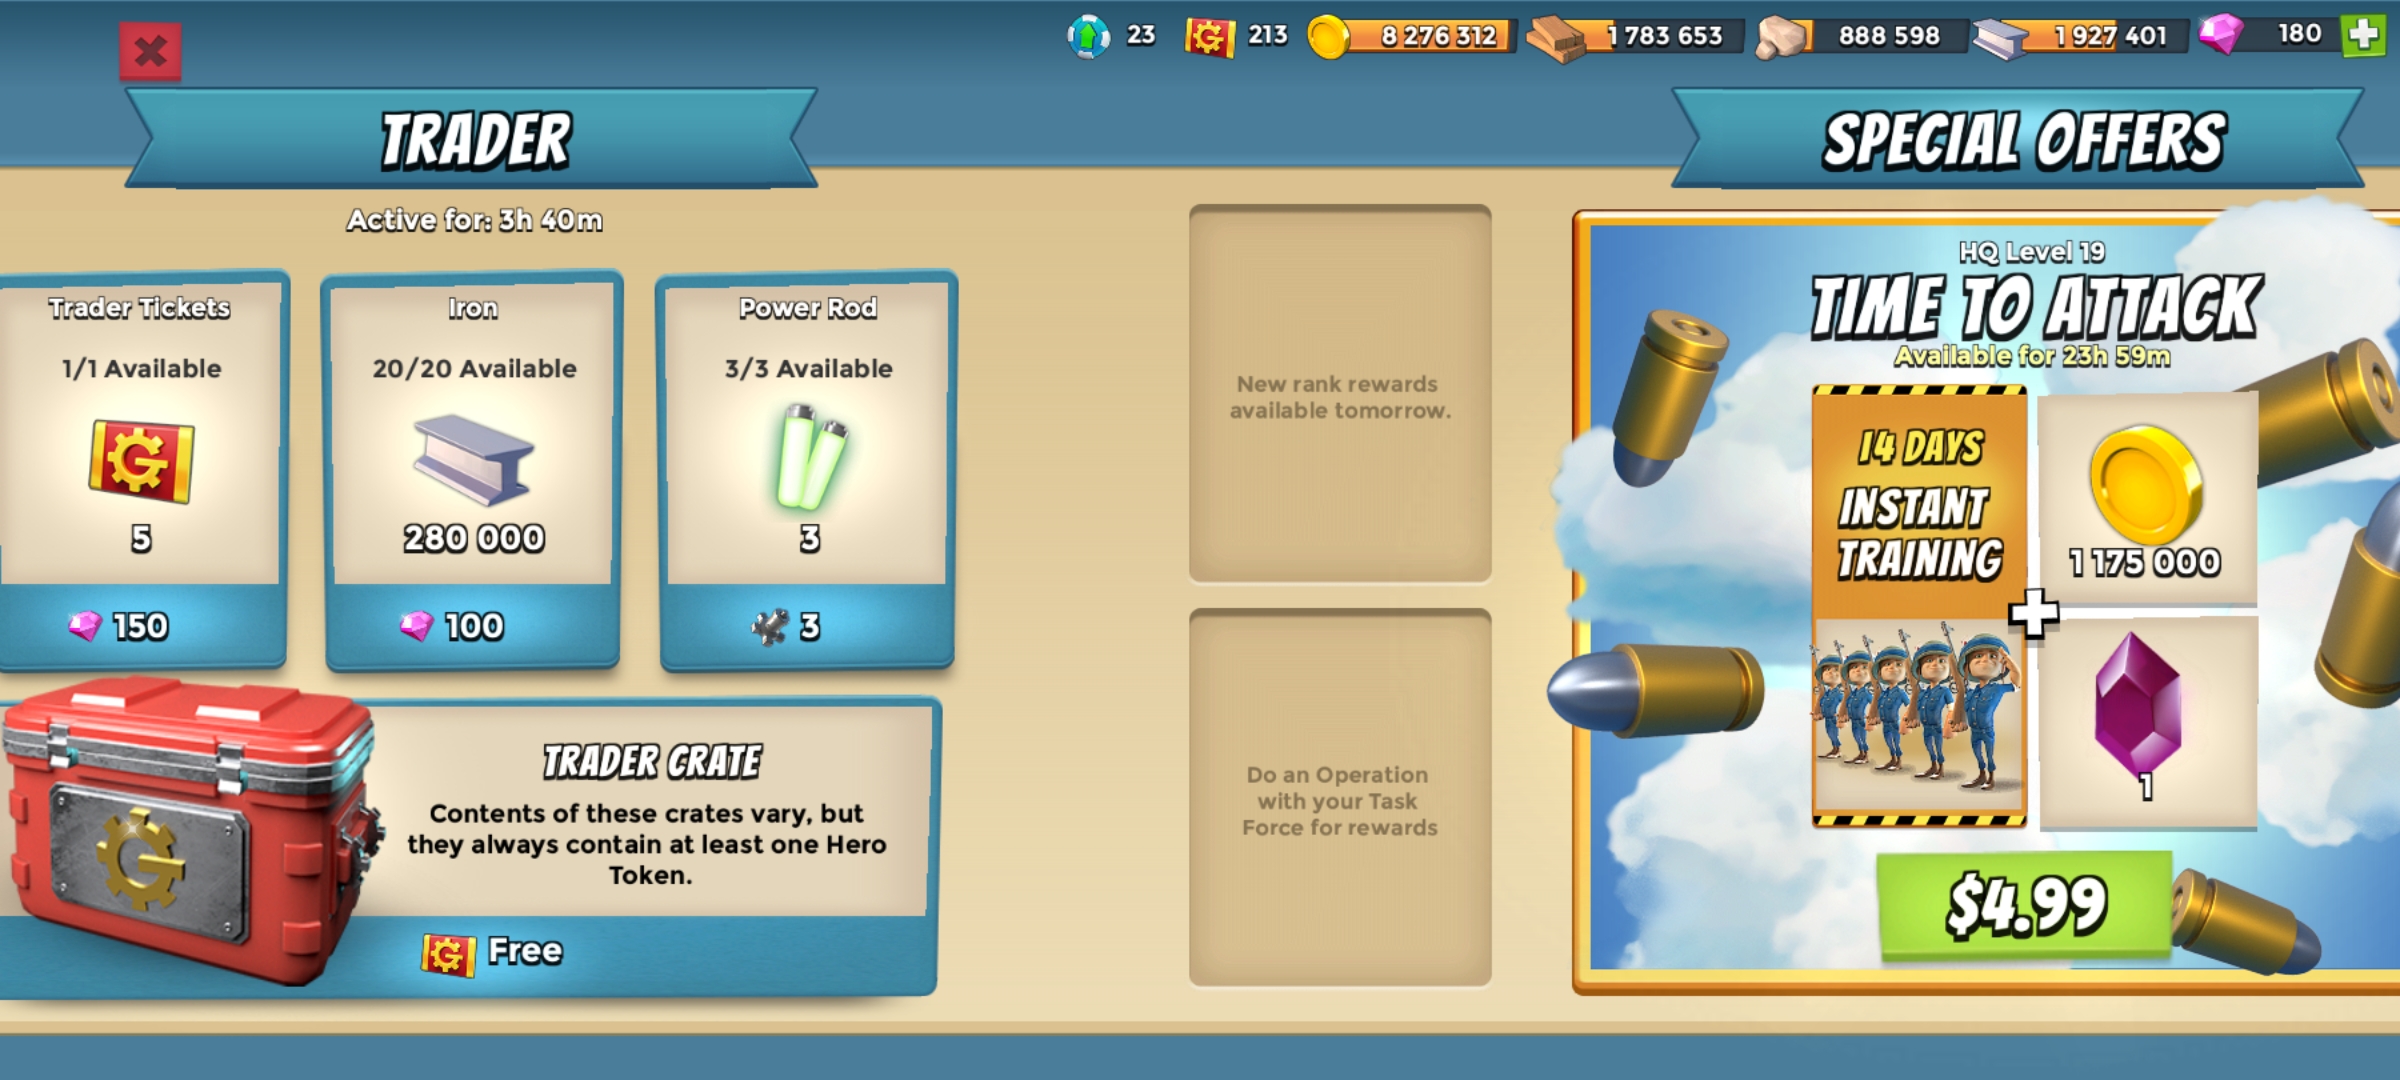 23
213
8 276 312
1 783 653
888 598
1 927 401
180
TRADER
Active for: 3h 40m
Trader Tickets
1/1 Available
5
150
Iron
20/20 Available
280 000
100
Power Rod
3/3 Available
3
3
TRADER CRATE
Contents of these crates vary, but
they always contain at least one Hero
Token.
Free
New rank rewards
available tomorrow.
Do an Operation
with your Task
Force for rewards
SPECIAL OFFERS
HQ Level 19
TIME TO ATTACK
Available for 23h 59m
14 DAYS
INSTANT
TRAINING
1 175 000
1
$4.99